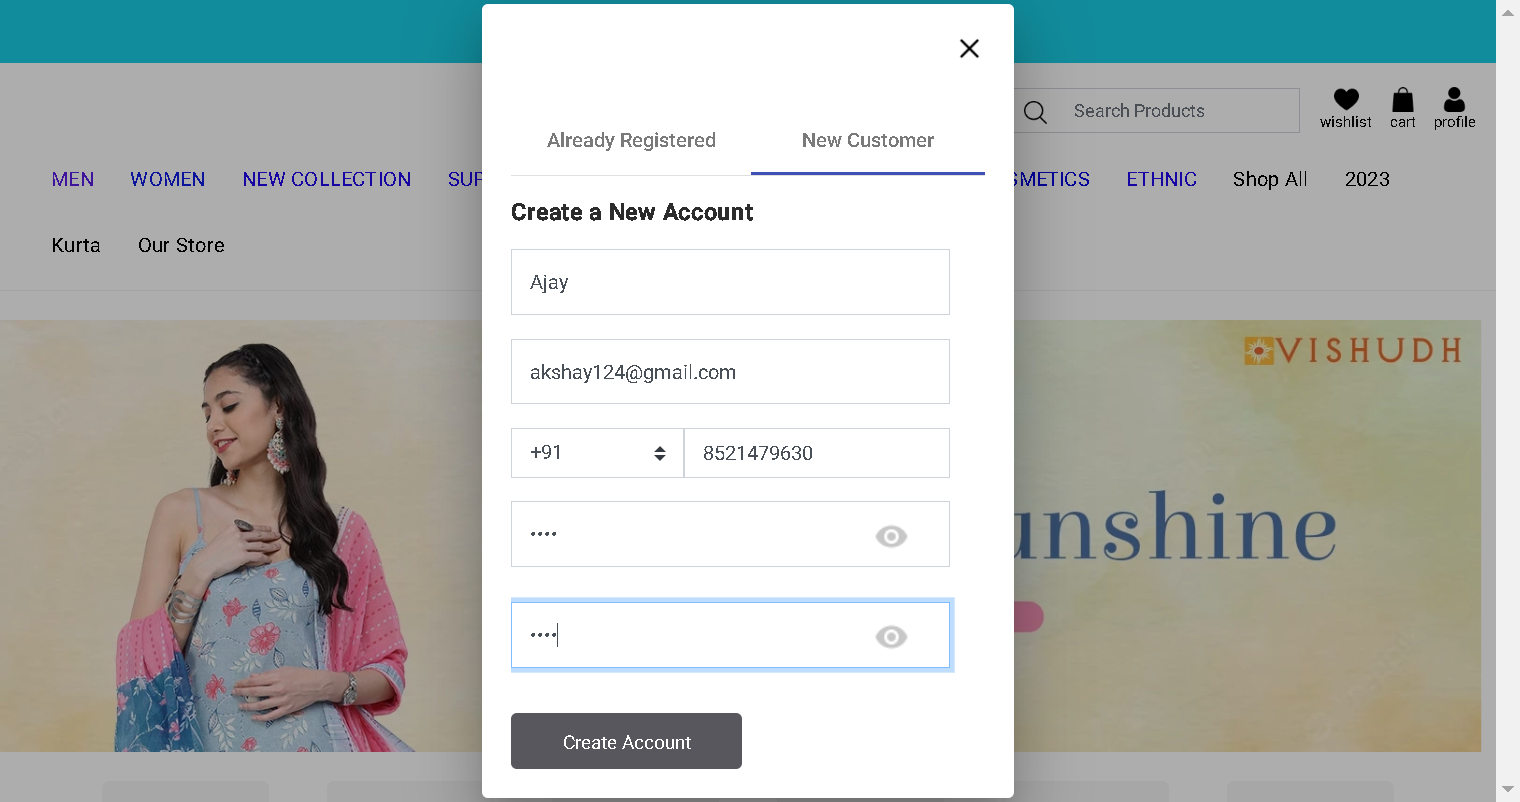 Search Products
wishlist cart profile
Already Registered New Customer
MEN WOMEN NEW COLLECTION SUP SMETICS ETHNIC Shop All 2023
Create a New Account
Kurta Our Store
Ajay
VISHUDH
akshay124@gmail.com
+91 8521479630
••••
unshine
••••
Create Account